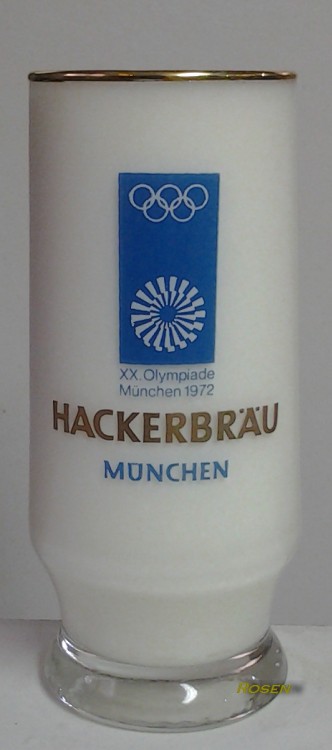 XX. Olympiade
München 1972
HACKERBRÄU
MÜNCHEN
ROSEN